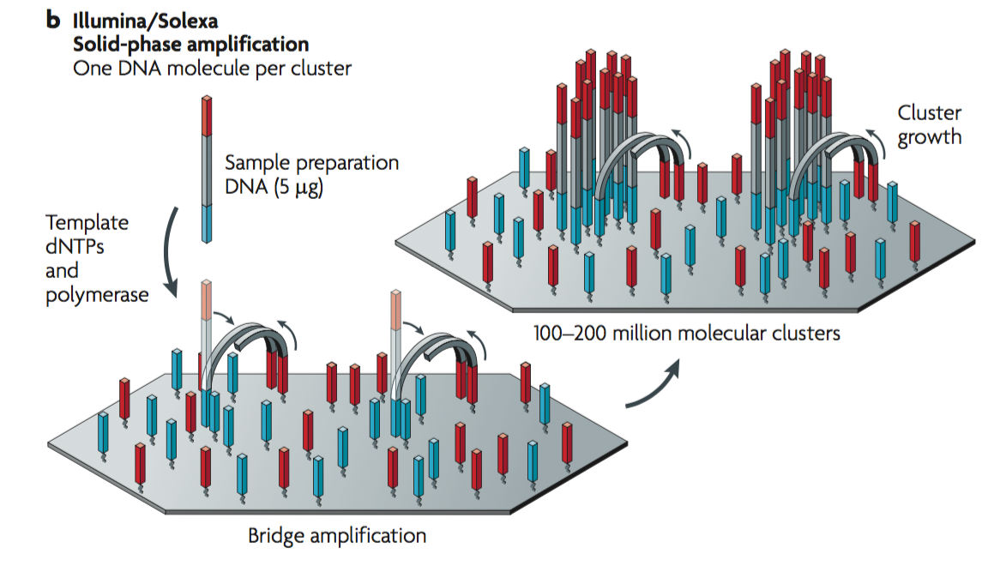 b Illumina/Solexa
Solid-phase amplification
One DNA molecule per cluster
Sample preparation
DNA (5 μg)
Template
dNTPs
and
polymerase
Bridge amplification
100–200 million molecular clusters
Cluster
growth